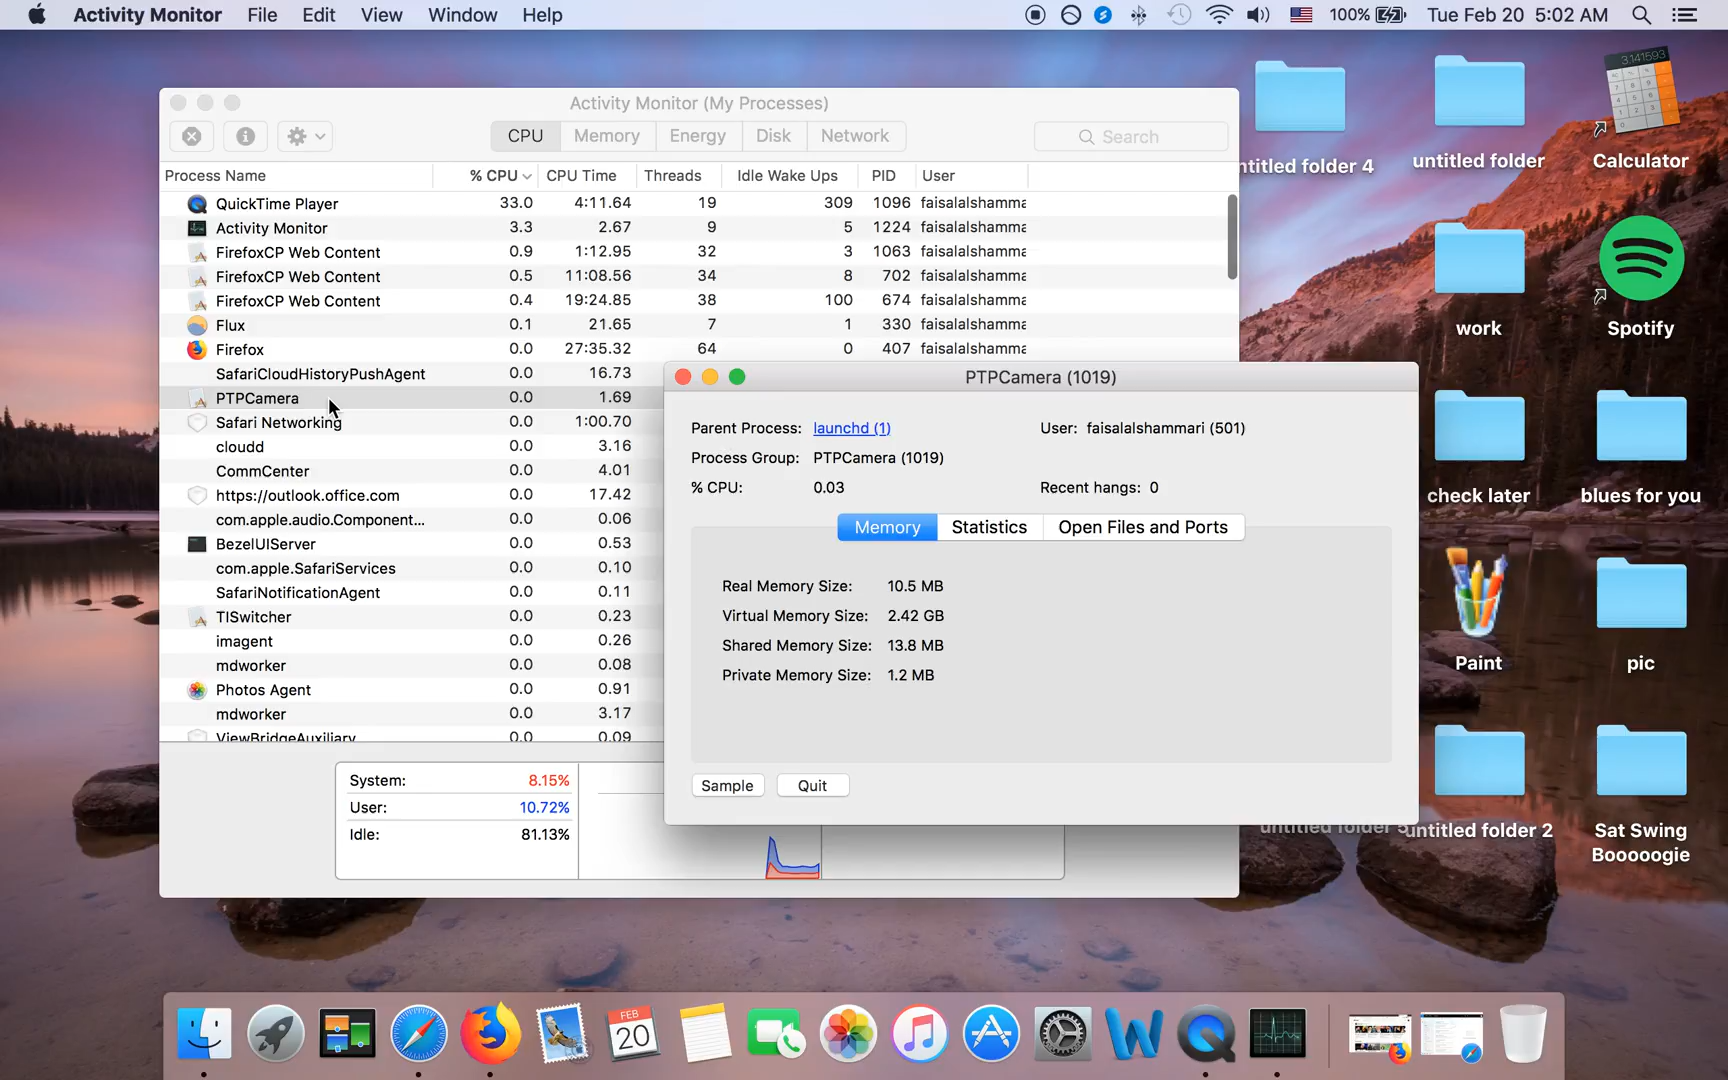 Activity Monitor File Edit View Window Help 100% Tue Feb 20 5:02 AM
Activity Monitor (My Processes)
CPU Memory Energy Disk Network Search
Process Name % CPU CPU Time Threads Idle Wake Ups PID User
QuickTime Player 33.0 4:11.64 19 309 1096 faisalalshamma
Activity Monitor 3.3 2.67 9 5 1224 faisalalshamma
FirefoxCP Web Content 0.9 1:12.95 32 3 1063 faisalalshamma
FirefoxCP Web Content 0.5 11:08.56 34 8 702 faisalalshamma
FirefoxCP Web Content 0.4 19:24.85 38 100 674 faisalalshamma
Flux 0.1 21.65 7 1 330 faisalalshamma
Firefox 0.0 27:35.32 64 0 407 faisalalshamma
SafariCloudHistoryPushAgent 0.0 16.73
PTPCamera 0.0 1.69
Safari Networking 0.0 1:00.70
cloudd 0.0 3.16
CommCenter 0.0 4.01
https://outlook.office.com 0.0 17.42
com.apple.audio.Component... 0.0 0.06
BezelUIServer 0.0 0.53
com.apple.SafariServices 0.0 0.10
SafariNotificationAgent 0.0 0.11
TISwitcher 0.0 0.23
imagent 0.0 0.26
mdworker 0.0 0.08
Photos Agent 0.0 0.91
mdworker 0.0 3.17
ViewBridgeAuxiliary 0.0 0.09
System: 8.15%
User: 10.72%
Idle: 81.13%
PTPCamera (1019)
Parent Process: launchd (1) User: faisalalshammari (501)
Process Group: PTPCamera (1019)
% CPU: 0.03 Recent hangs: 0
Memory Statistics Open Files and Ports
Real Memory Size: 10.5 MB
Virtual Memory Size: 2.42 GB
Shared Memory Size: 13.8 MB
Private Memory Size: 1.2 MB
Sample Quit
3.141593
ntitled folder 4 untitled folder Calculator
work Spotify
check later blues for you
Paint pic
untitled folder 5 untitled folder 2 Sat Swing
Booooogie
FEB
20